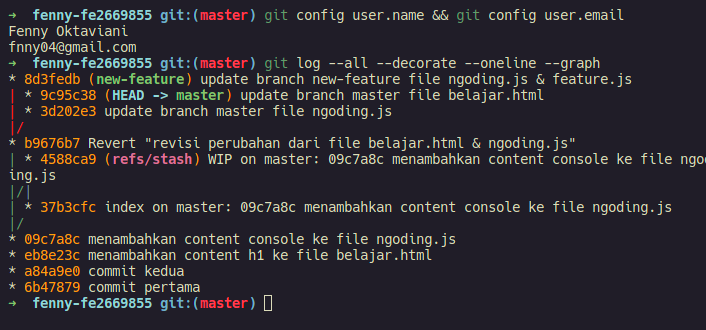 ➜  fenny-fe2669855 git:(master) git config user.name && git config user.email
Fenny Oktaviani
fnny04@gmail.com
➜  fenny-fe2669855 git:(master) git log --all --decorate --oneline --graph
* 8d3fedb (new-feature) update branch new-feature file ngoding.js & feature.js
| * 9c95c38 (HEAD -> master) update branch master file belajar.html
| * 3d202e3 update branch master file ngoding.js
|/
* b9676b7 Revert "revisi perubahan dari file belajar.html & ngoding.js"
| * 4588ca9 (refs/stash) WIP on master: 09c7a8c menambahkan content console ke file ngod
ing.js
|/|
| * 37b3cfc index on master: 09c7a8c menambahkan content console ke file ngoding.js
|/
* 09c7a8c menambahkan content console ke file ngoding.js
* eb8e23c menambahkan content h1 ke file belajar.html
* a84a9e0 commit kedua
* 6b47879 commit pertama
➜  fenny-fe2669855 git:(master)